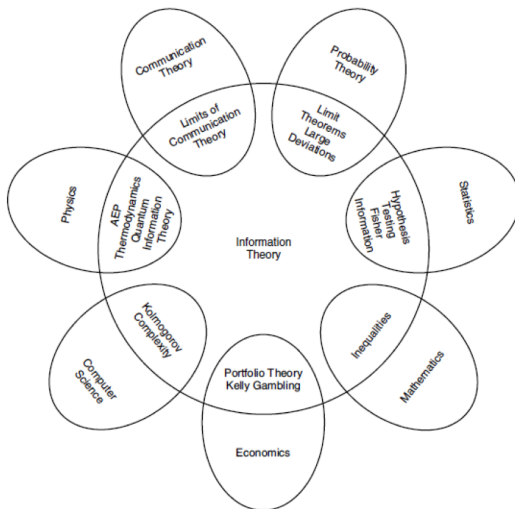 Communication
Theory
Probability
Theory
Limits of
Communication
Theory
Limit
Theorems
Large
Deviations
Physics
AEP
Thermodynamics
Quantum
Information
Theory
Hypothesis
Testing
Fisher
Information
Statistics
Information
Theory
Computer
Science
Kolmogorov
Complexity
Inequalities
Mathematics
Portfolio Theory
Kelly Gambling
Economics